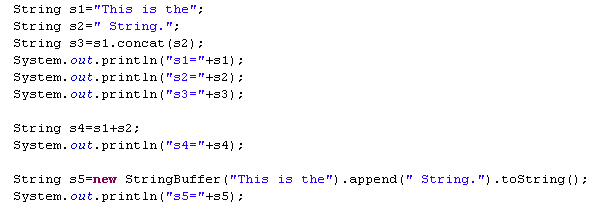 String s1="This is the";
String s2=" String.";
String s3=s1.concat(s2);
System.out.println("s1="+s1);
System.out.println("s2="+s2);
System.out.println("s3="+s3);
String s4=s1+s2;
System.out.println("s4="+s4);
String s5=new StringBuffer("This is the").append(" String.").toString();
System.out.println("s5="+s5);